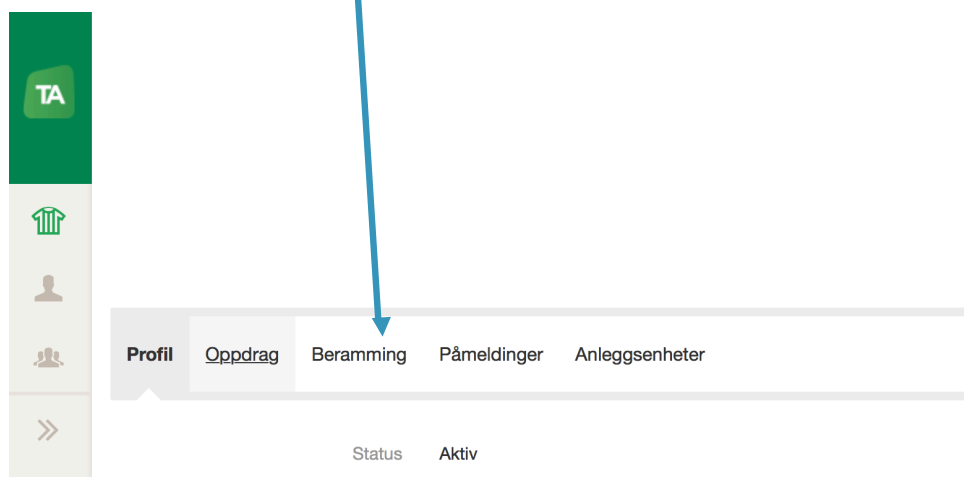 TA
Profil Oppdrag Beramming Påmeldinger Anleggsenheter
Status Aktiv